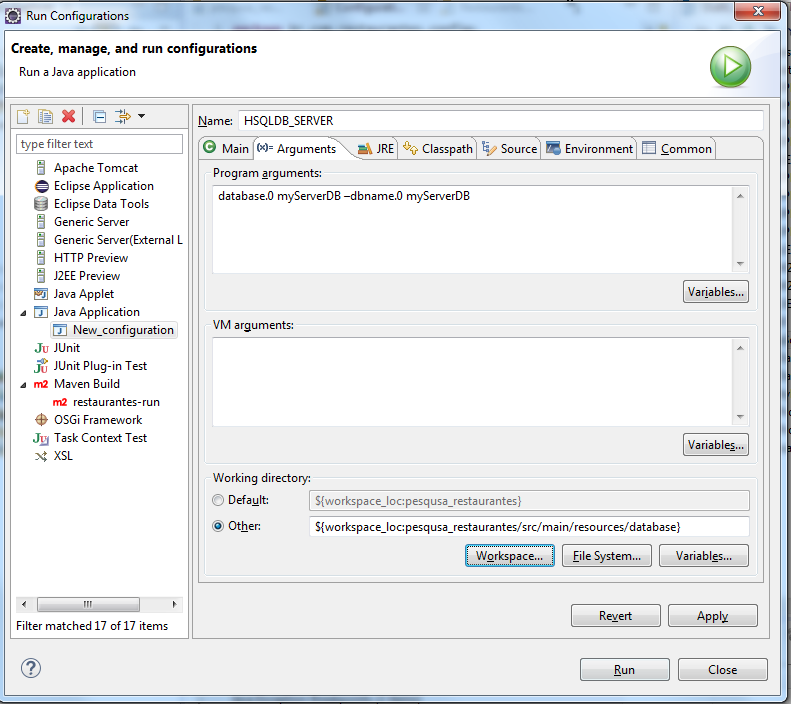 Run Configurations
Create, manage, and run configurations
Run a Java application
type filter text
Apache Tomcat
Eclipse Application
Eclipse Data Tools
Generic Server
Generic Server(External L
HTTP Preview
J2EE Preview
Java Applet
Java Application
New_configuration
JUnit
JUnit Plug-in Test
m2 Maven Build
m2 restaurantes-run
OSGi Framework
Task Context Test
XSL
Filter matched 17 of 17 items
Name: HSQLDB_SERVER
Main (x)= Arguments JRE Classpath Source Environment Common
Program arguments:
database.0 myServerDB –dbname.0 myServerDB
Variables...
VM arguments:
Variables...
Working directory:
Default: ${workspace_loc:pesqusa_restaurantes}
Other: ${workspace_loc:pesqusa_restaurantes/src/main/resources/database}
Workspace... File System... Variables...
Revert Apply
? Run Close